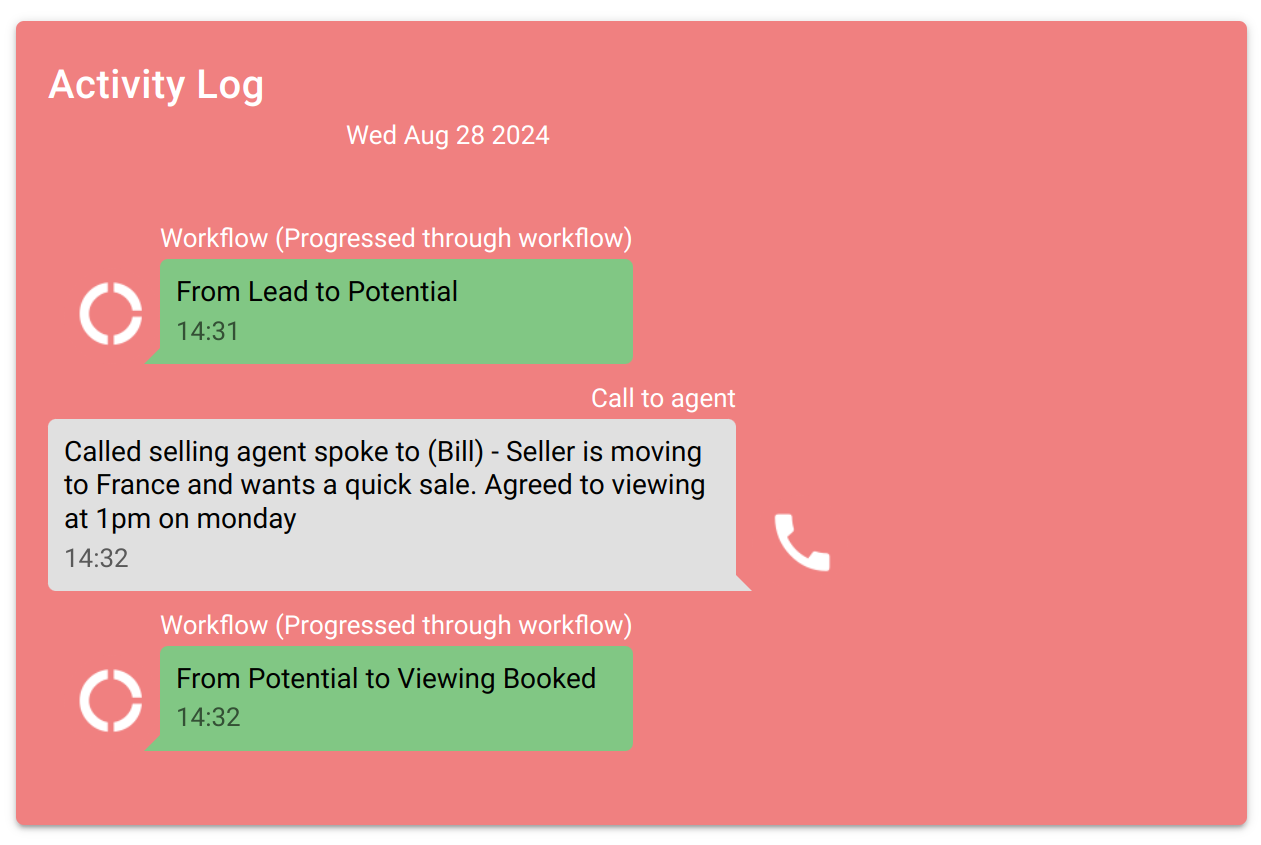 Activity Log
Wed Aug 28 2024
Workflow (Progressed through workflow)
From Lead to Potential
14:31
Call to agent
Called selling agent spoke to (Bill) - Seller is moving
to France and wants a quick sale. Agreed to viewing
at 1pm on monday
14:32
Workflow (Progressed through workflow)
From Potential to Viewing Booked
14:32